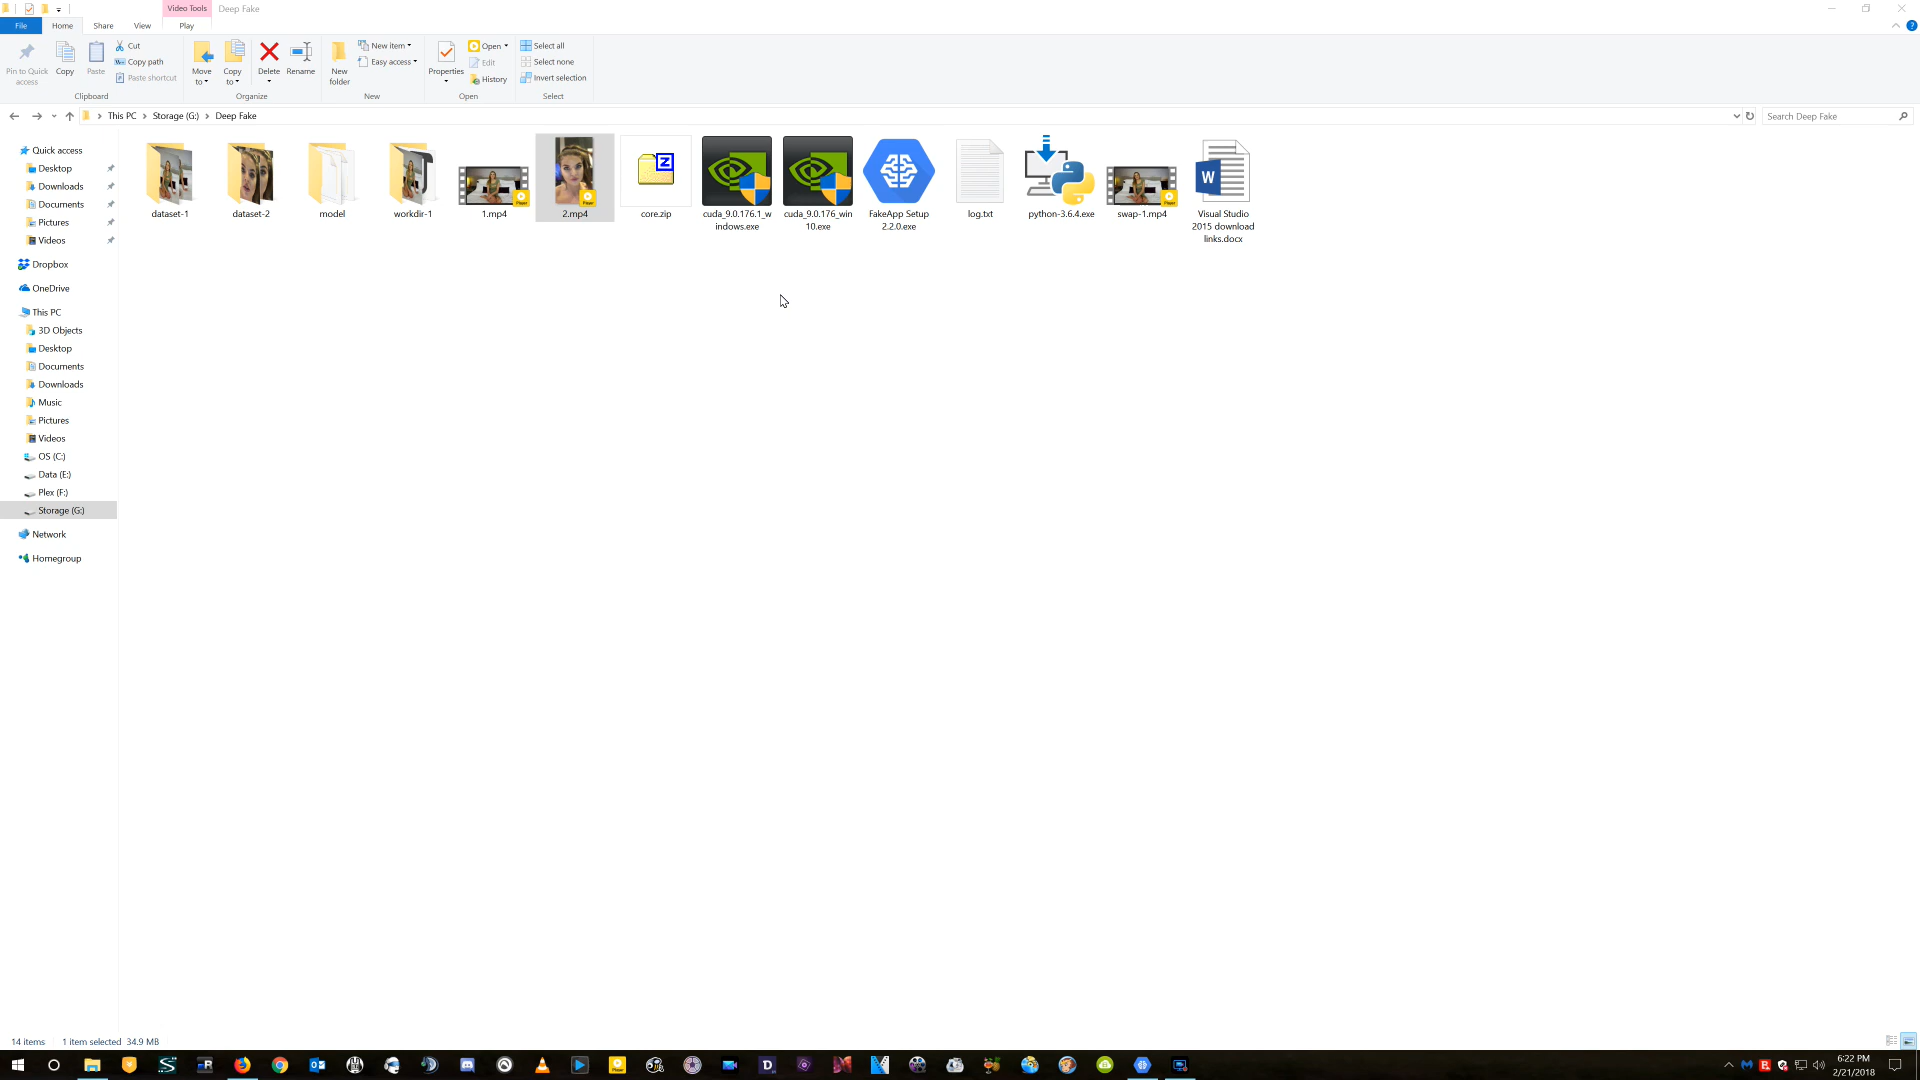 Video Tools Deep Fake
File Home Share View Play
Pin to Quick access
Copy
Paste
Cut
Copy path
Paste shortcut
Clipboard
Move to
Copy to
Delete
Rename
Organize
New folder
New item
Easy access
New
Properties
Open
Edit
History
Open
Select all
Select none
Invert selection
Select
This PC Storage (G:) Deep Fake
Search Deep Fake
Quick access
Desktop
Downloads
Documents
Pictures
Videos
Dropbox
OneDrive
This PC
3D Objects
Desktop
Documents
Downloads
Music
Pictures
Videos
OS (C:)
Data (E:)
Plex (F:)
Storage (G:)
Network
Homegroup
dataset-1
dataset-2
model
workdir-1
1.mp4
2.mp4
core.zip
cuda_9.0.176.1_w
indows.exe
cuda_9.0.176_win
10.exe
FakeApp Setup
2.2.0.exe
log.txt
python-3.6.4.exe
swap-1.mp4
Visual Studio
2015 download
links.docx
14 items 1 item selected 34.9 MB
6:22 PM
2/21/2018